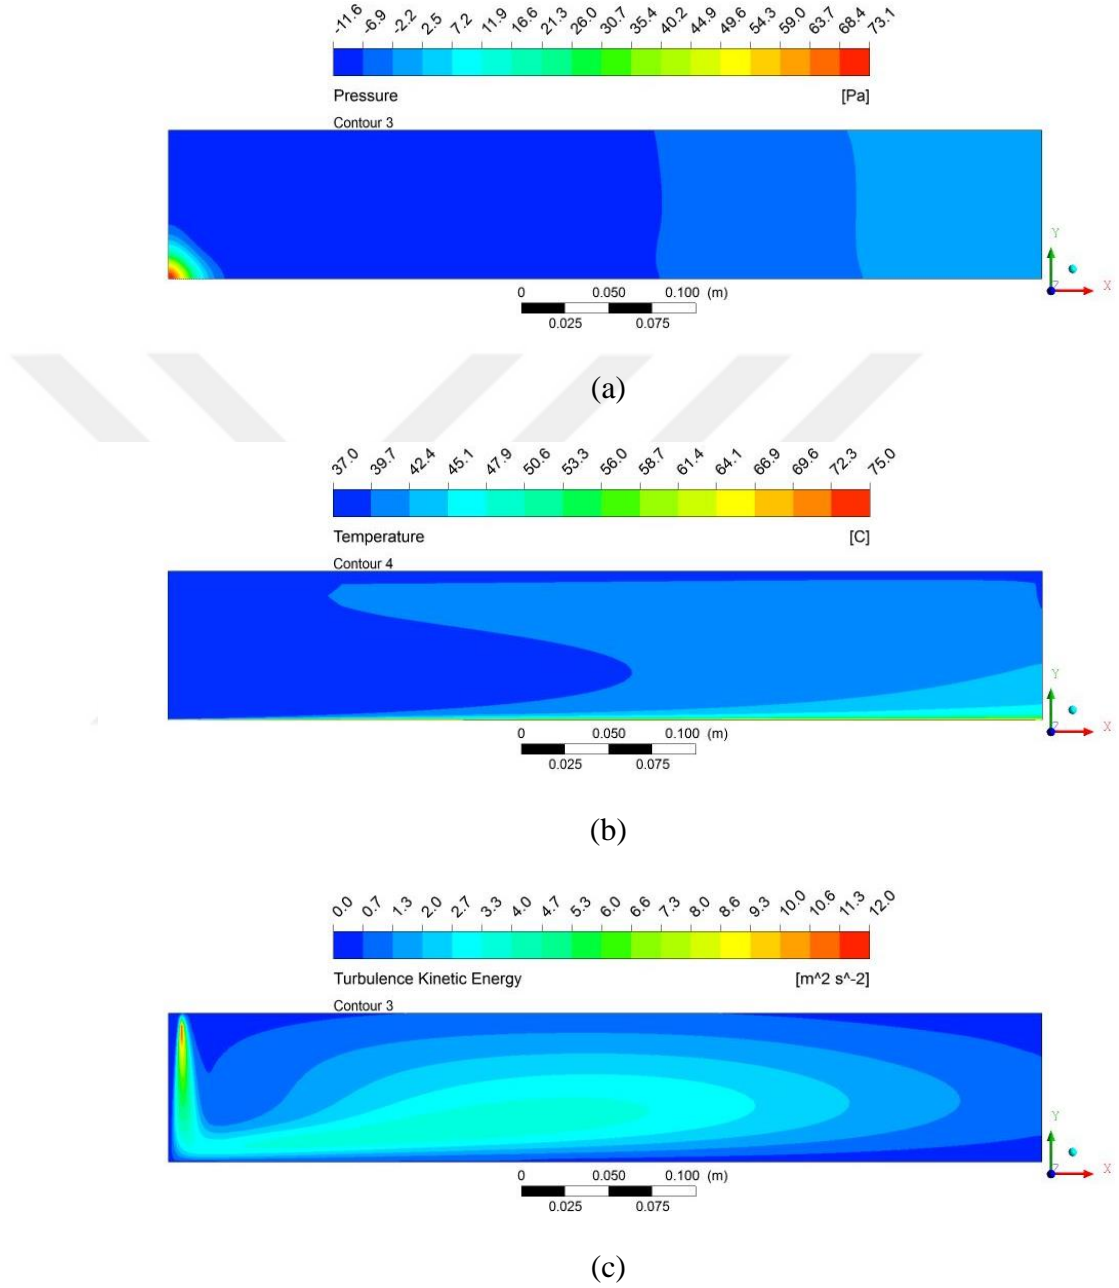 -11.6 -6.9 -2.2 2.5 7.2 11.9 16.6 21.3 26.0 30.7 35.4 40.2 44.9 49.6 54.3 59.0 63.7 68.4 73.1
Pressure [Pa]
Contour 3
Y
Z X
0 0.050 0.100 (m)
0.025 0.075
(a)
37.0 39.7 42.4 45.1 47.9 50.6 53.3 56.0 58.7 61.4 64.1 66.9 69.6 72.3 75.0
Temperature [C]
Contour 4
Y
Z X
0 0.050 0.100 (m)
0.025 0.075
(b)
0.0 0.7 1.3 2.0 2.7 3.3 4.0 4.7 5.3 6.0 6.6 7.3 8.0 8.6 9.3 10.0 10.6 11.3 12.0
Turbulence Kinetic Energy [m^2 s^-2]
Contour 3
Y
Z X
0 0.050 0.100 (m)
0.025 0.075
(c)